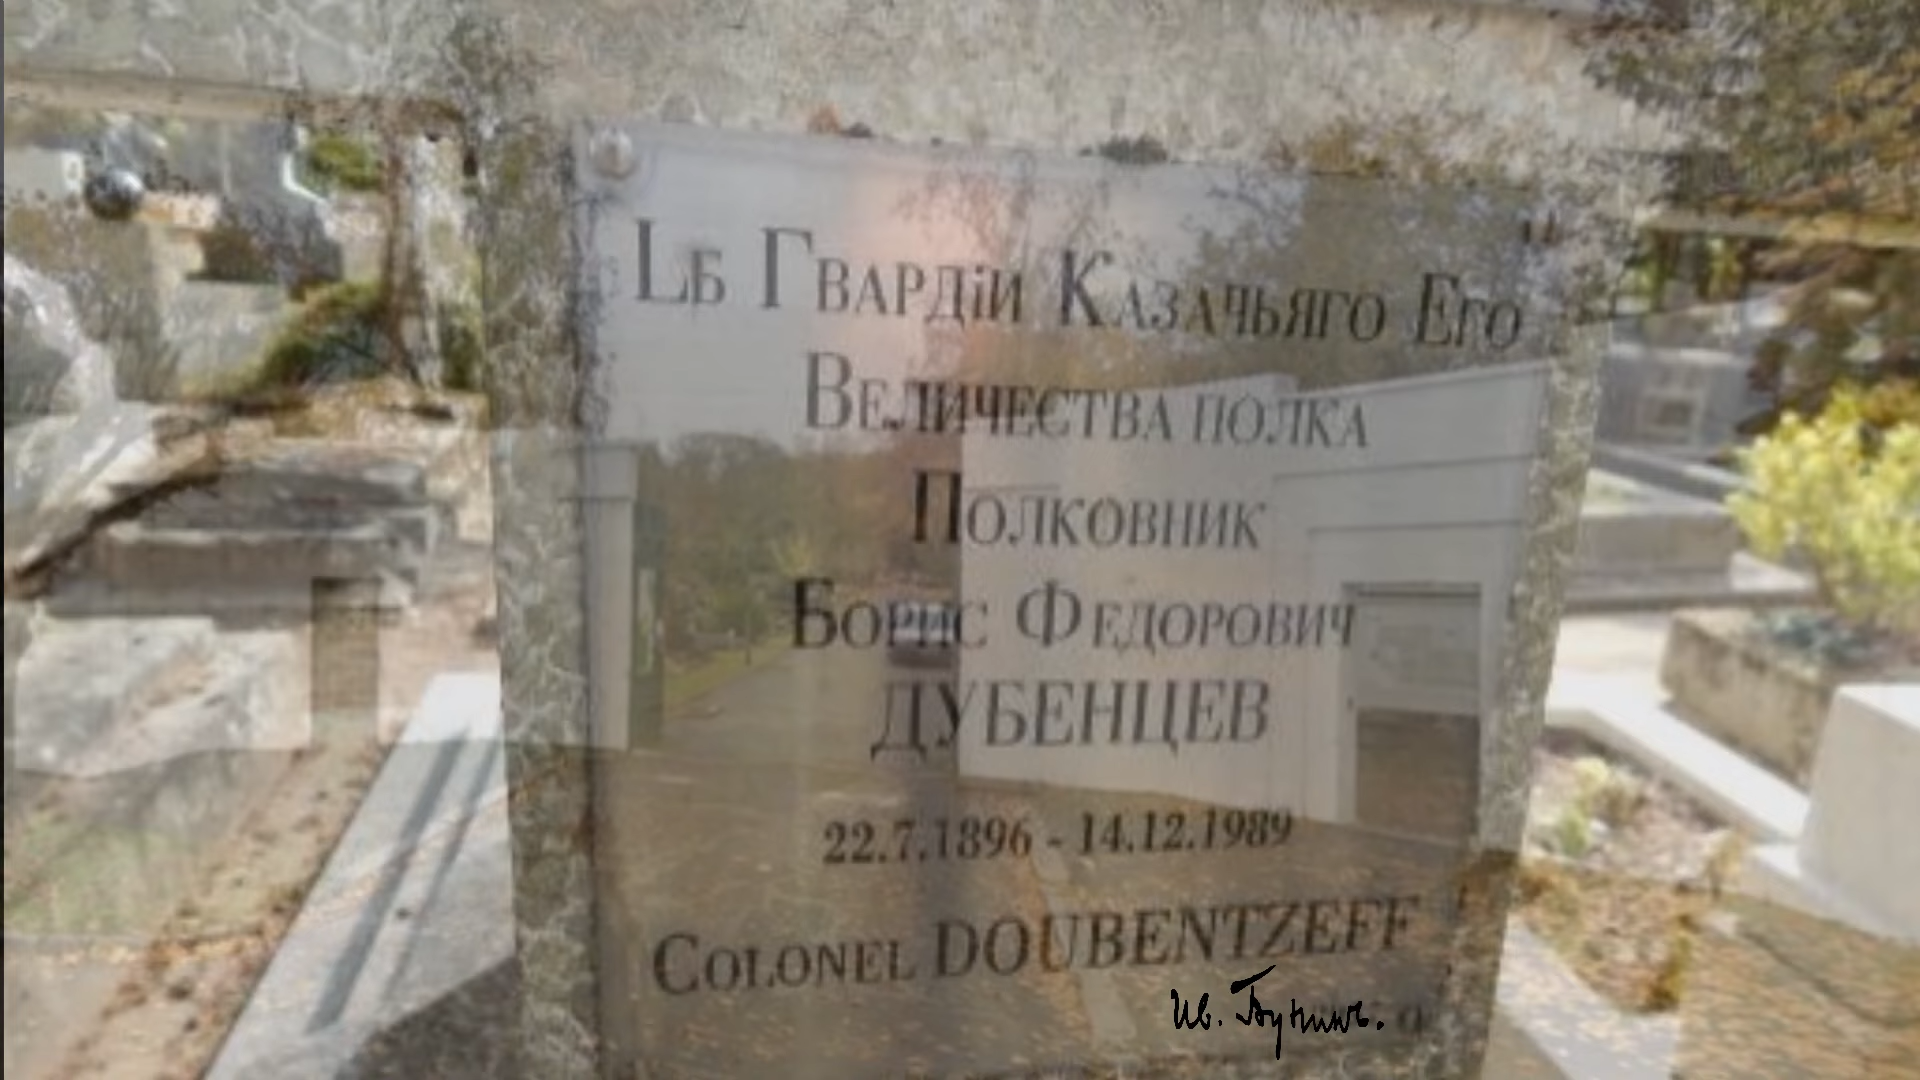 Lб Гвардiи Казачьяго Его
Величества полка
Полковник
Борис Федорович
ДУБЕНЦЕВ
22.7.1896 - 14.12.1989
Colonel DOUBENTZEFF
Ив. Бунинъ.